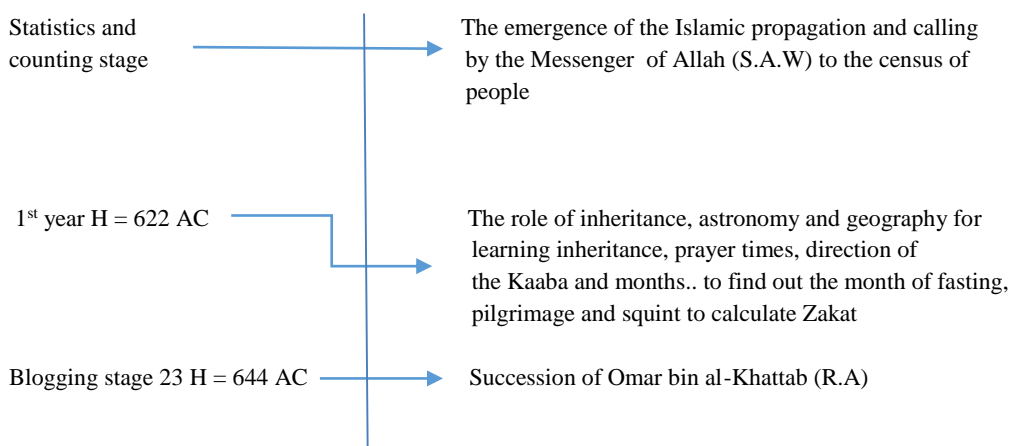 Statistics and
counting stage
The emergence of the Islamic propagation and calling
by the Messenger of Allah (S.A.W) to the census of
people
1st year H = 622 AC
The role of inheritance, astronomy and geography for
learning inheritance, prayer times, direction of
the Kaaba and months.. to find out the month of fasting,
pilgrimage and squint to calculate Zakat
Blogging stage 23 H = 644 AC
Succession of Omar bin al-Khattab (R.A)